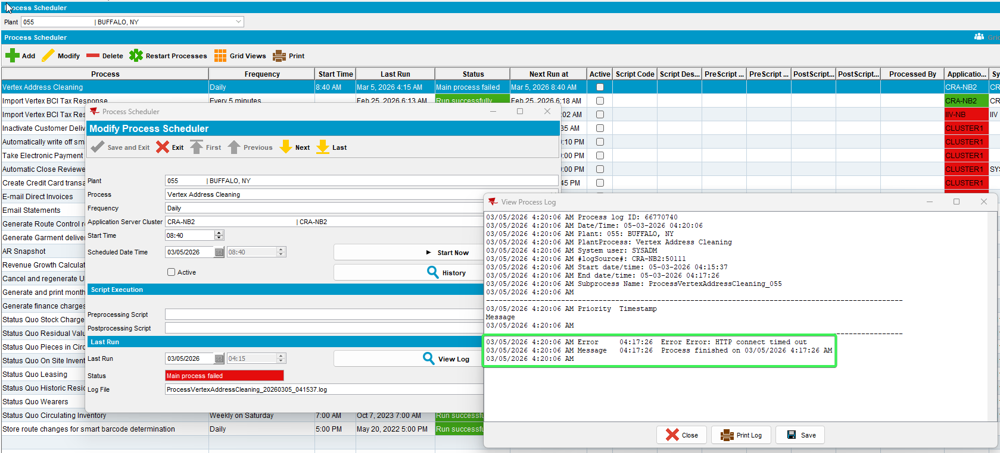 Process Scheduler
Plant 055 | BUFFALO, NY
Process Scheduler
Add Modify Delete Restart Processes Grid Views Print
Process Frequency Start Time Last Run Status Next Run at Active Script Code Script Des... PreScript ... PreScript ... PostScript... PostScript... Processed By Applicatio... Sy
Vertex Address Cleaning Daily 8:40 AM Mar 5, 2026 4:15 AM Main process failed Mar 5, 2026 8:40 AM CRA-NB2 CR
Import Vertex BCI Tax Response Every 5 minutes Feb 25, 2026 6:13 AM Run successfully Feb 25, 2026 6:18 AM CRA-NB2 CR
Import Vertex BCI Tax Res :02 AM IIV-NB IIV
Inactivate Customer Deliv 35 AM CLUSTER1
Automatically write off sm :10 PM CLUSTER1
Take Electronic Payment :00 PM CLUSTER1
Automatic Close Reviewe :00 PM CLUSTER1 SYS
Create Credit Card transa 45 PM CLUSTER1
E-mail Direct Invoices
Email Statements
Generate Route Control r
Generate Garment deliver
AR Snapshot
Revenue Growth Calculat
Cancel and regenerate U
Generate and print month
Generate finance charges
Status Quo Stock Charge
Status Quo Residual Valu
Status Quo Pieces in Circ
Status Quo On Site Invent
Status Quo Leasing
Status Quo Historic Resid
Status Quo Wearers
Status Quo Circulating Inventory Weekly on Saturday 7:00 AM Oct 7, 2023 7:00 AM Run successfu
Store route changes for smart barcode determination Daily 5:00 PM May 20, 2022 5:00 PM Run successfu
Process Scheduler
Modify Process Scheduler
Save and Exit Exit First Previous Next Last
Plant 055 | BUFFALO, NY
Process Vertex Address Cleaning
Frequency Daily
Application Server Cluster CRA-NB2 | CRA-NB2
Start Time 08:40
Scheduled Date Time 03/05/2026 16 08:40 Start Now
Active History
Script Execution
Preprocessing Script
Postprocessing Script
Last Run
Last Run 03/05/2026 16 04:15 View Log
Status Main process failed
Log File ProcessVertexAddressCleaning_20260305_041537.log
View Process Log
03/05/2026 4:20:06 AM Process log ID: 66770740
03/05/2026 4:20:06 AM Date/Time: 05-03-2026 04:20:06
03/05/2026 4:20:06 AM Plant: 055: BUFFALO, NY
03/05/2026 4:20:06 AM PlantProcess: Vertex Address Cleaning
03/05/2026 4:20:06 AM System user: SYSADM
03/05/2026 4:20:06 AM #logSource#: CRA-NB2:50111
03/05/2026 4:20:06 AM Start date/time: 05-03-2026 04:15:37
03/05/2026 4:20:06 AM End date/time: 05-03-2026 04:17:26
03/05/2026 4:20:06 AM Subprocess Name: ProcessVertexAddressCleaning_055
03/05/2026 4:20:06 AM
03/05/2026 4:20:06 AM Priority Timestamp
Message
03/05/2026 4:20:06 AM
03/05/2026 4:20:06 AM Error 04:17:26 Error Error: HTTP connect timed out
03/05/2026 4:20:06 AM Message 04:17:26 Process finished on 03/05/2026 4:17:26 AM
03/05/2026 4:20:06 AM
Close Print Log Save